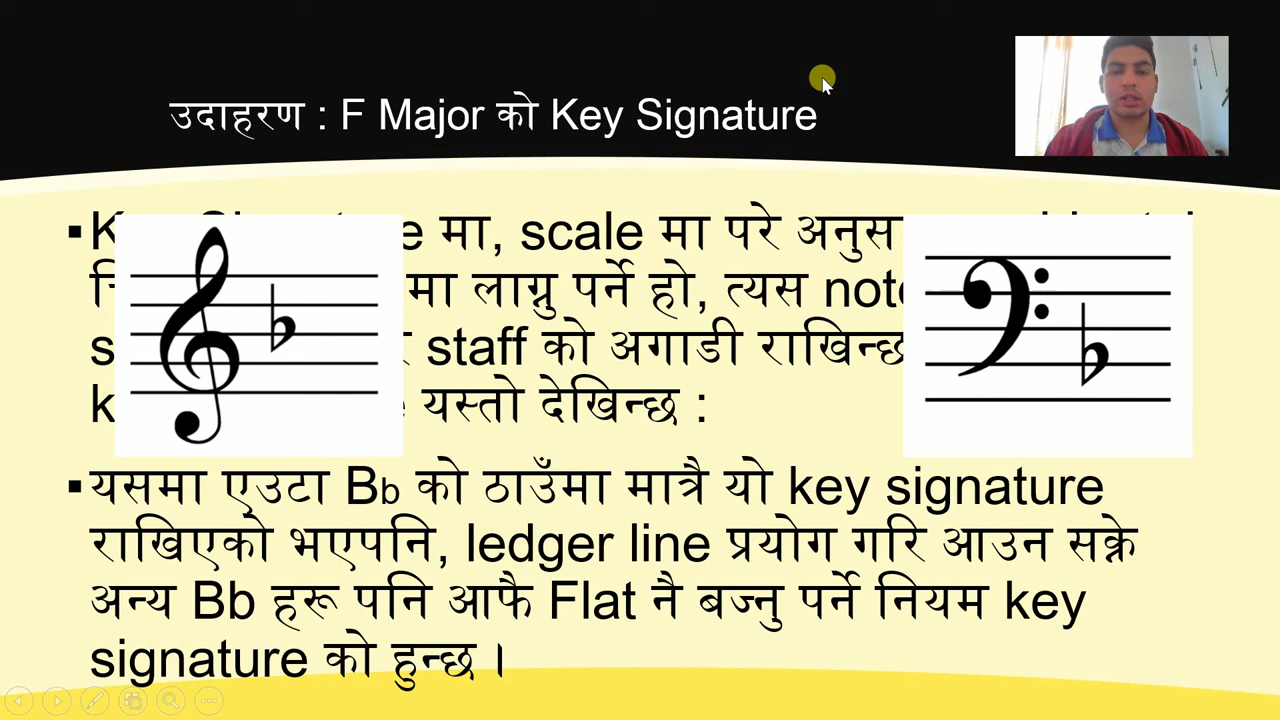 उदाहरण : F Major को Key Signature
मा, scale मा परे अनुस
मा लाग्नु पर्ने हो, त्यस
staff को अगाडी राखिन्छ
यस्तो देखिन्छ :
▪यसमा एउटा Bb को ठाउँमा मात्रै यो key signature
राखिएको भएपनि, ledger line प्रयोग गरि आउन सक्ने
अन्य Bb हरू पनि आफै Flat नै बज्नु पर्ने नियम key
signature को हुन्छ ।